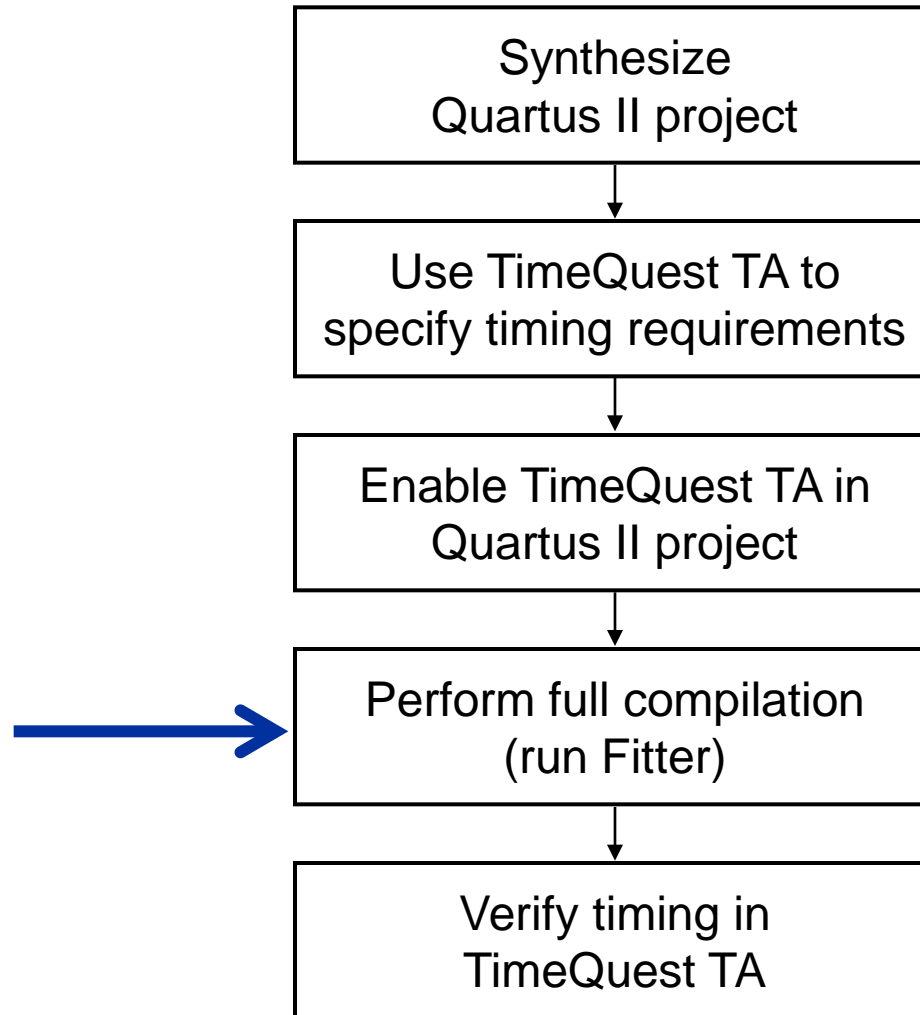 Synthesize
Quartus II project
Use TimeQuest TA to
specify timing requirements
Enable TimeQuest TA in
Quartus II project
Perform full compilation
(run Fitter)
Verify timing in
TimeQuest TA